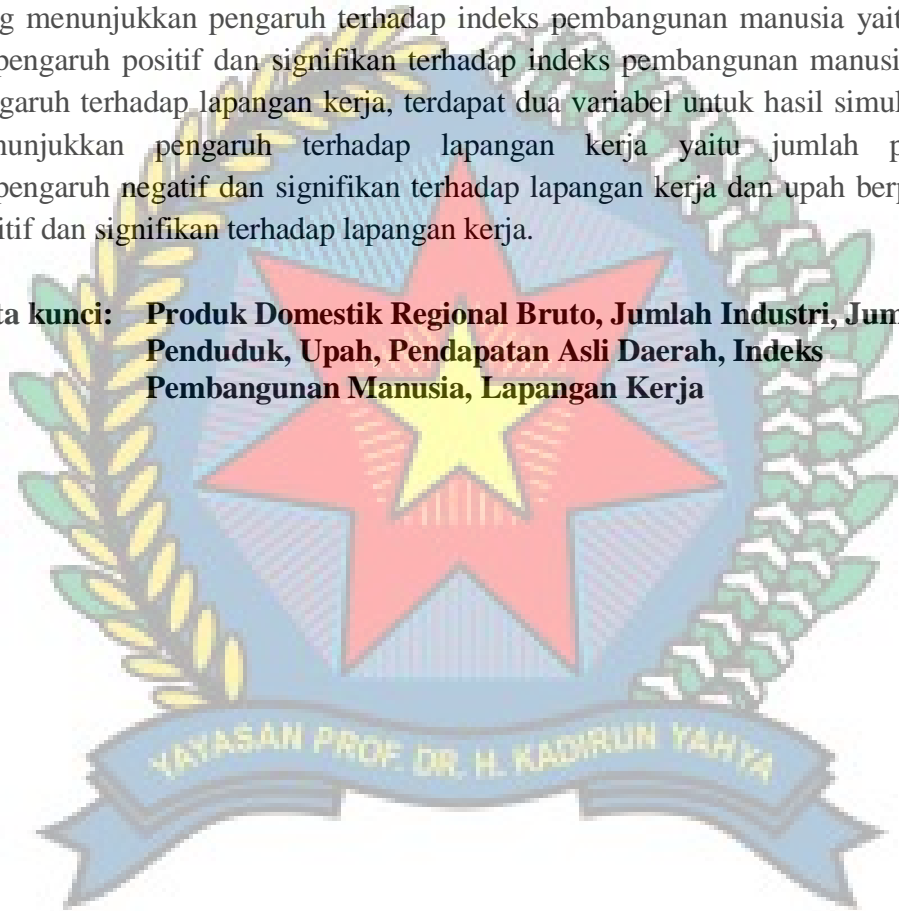 g menunjukkan pengaruh terhadap indeks pembangunan manusia yait
pengaruh positif dan signifikan terhadap indeks pembangunan manusi
garuh terhadap lapangan kerja, terdapat dua variabel untuk hasil simul
nunjukkan pengaruh terhadap lapangan kerja yaitu jumlah p
pengaruh negatif dan signifikan terhadap lapangan kerja dan upah berp
itif dan signifikan terhadap lapangan kerja.
ta kunci: Produk Domestik Regional Bruto, Jumlah Industri, Jum
Penduduk, Upah, Pendapatan Asli Daerah, Indeks
Pembangunan Manusia, Lapangan Kerja
YAYASAN PROF. DR. H. KADIRUN YAHYA